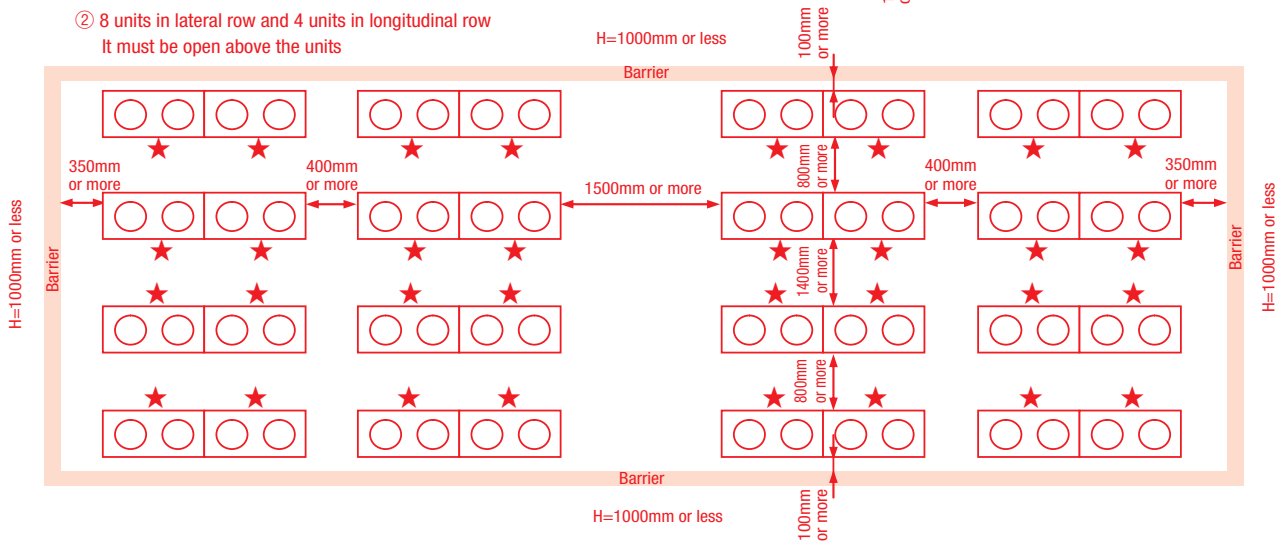 ② 8 units in lateral row and 4 units in longitudinal row
It must be open above the units
H=1000mm or less
100mm
or more
Barrier
350mm
or more
400mm
or more
1500mm or more
800mm
or more
400mm
or more
350mm
or more
H=1000mm or less
Barrier
1400mm
or more
Barrier
H=1000mm or less
800mm
or more
Barrier
H=1000mm or less
100mm
or more